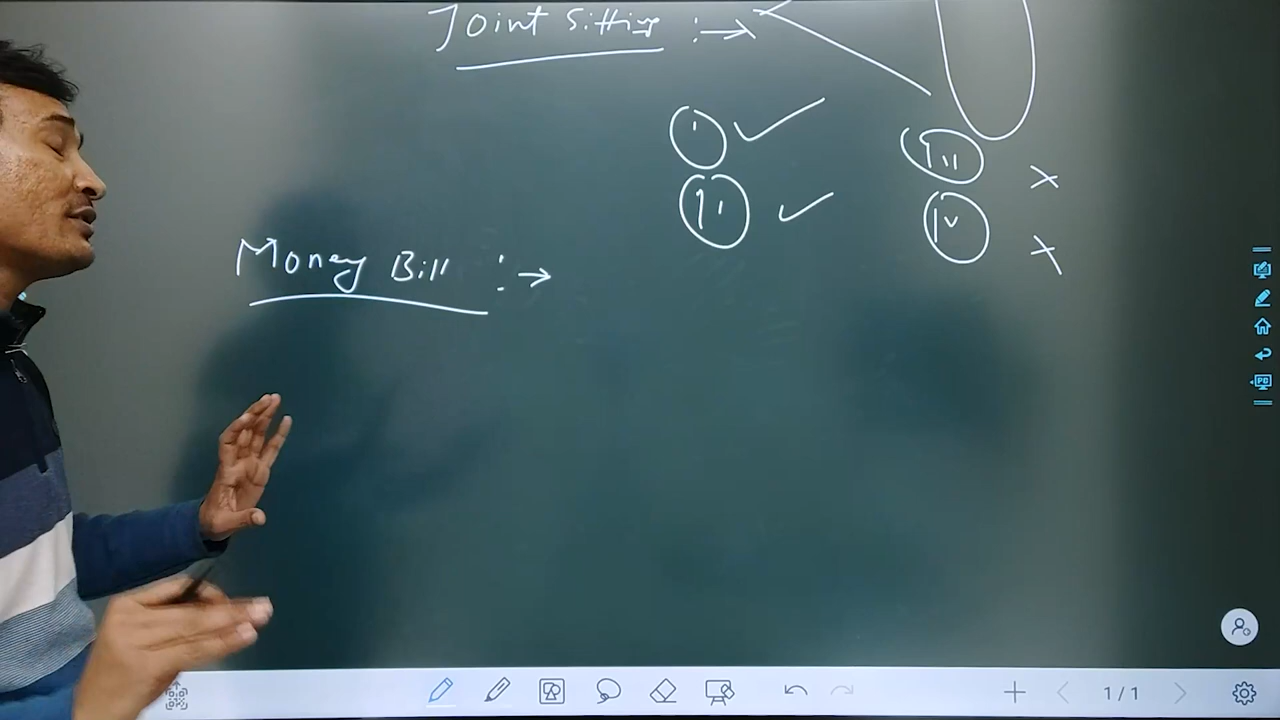 Joint Sitting :→
i ✓ iii ×
ii ✓ iv ×
Money Bill :→
1/1